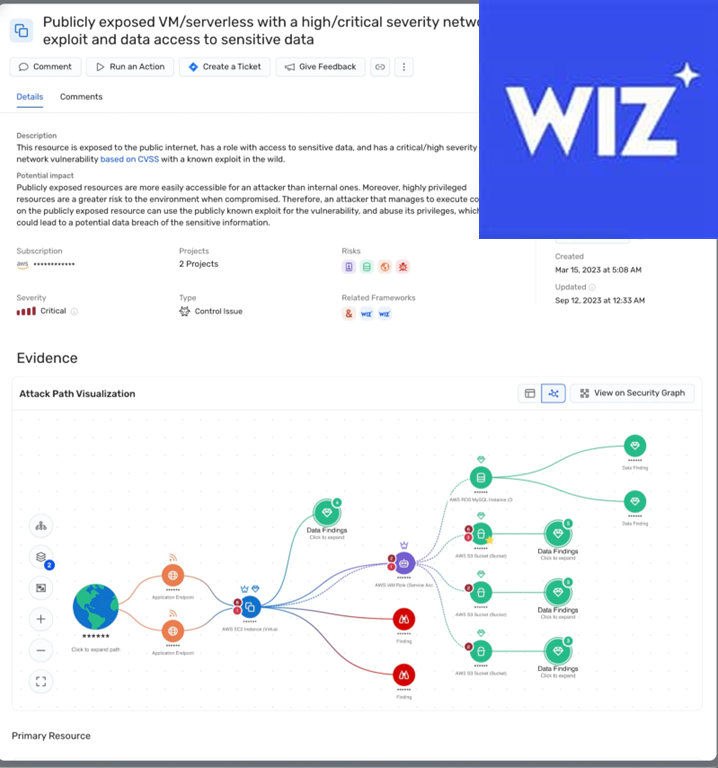 Publicly exposed VM/serverless with a high/critical severity netw
exploit and data access to sensitive data
WIZ
Comment
Run an Action
Create a Ticket
Give Feedback
Details
Comments
Description
This resource is exposed to the public internet, has a role with access to sensitive data, and has a critical/high severity
network vulnerability based on CVSS with a known exploit in the wild.
Potential impact
Publicly exposed resources are more easily accessible for an attacker than internal ones. Moreover, highly privileged
resources are a greater risk to the environment when compromised. Therefore, an attacker that manages to execute co
on the publicly exposed resource can use the publicly known exploit for the vulnerability, and abuse its privileges, whic
could lead to a potential data breach of the sensitive information.
Subscription
aws ************
Projects
2 Projects
Risks
Created
Mar 15, 2023 at 5:08 AM
Updated
Sep 12, 2023 at 12:33 AM
Severity
Critical
Type
Control Issue
Related Frameworks
WIZ WIZ
Evidence
Attack Path Visualization
View on Security Graph
Data Finding
AWS RDS MySQL Instance (S
Data Finding
Data Findings
Click to expand
AWS S3 Bucket (Bucket)
Data Findings
Click to expand
2
AWS IAM Role (Service Acc
Application Endpoint
AWS S3 Bucket (Bucket)
Data Findings
Click to expand
AWS EC2 Instance (Virtual
******
Click to expand path
Application Endpoint
Finding
AWS S3 Bucket (Bucket)
Data Findings
Click to expand
Finding
Primary Resource